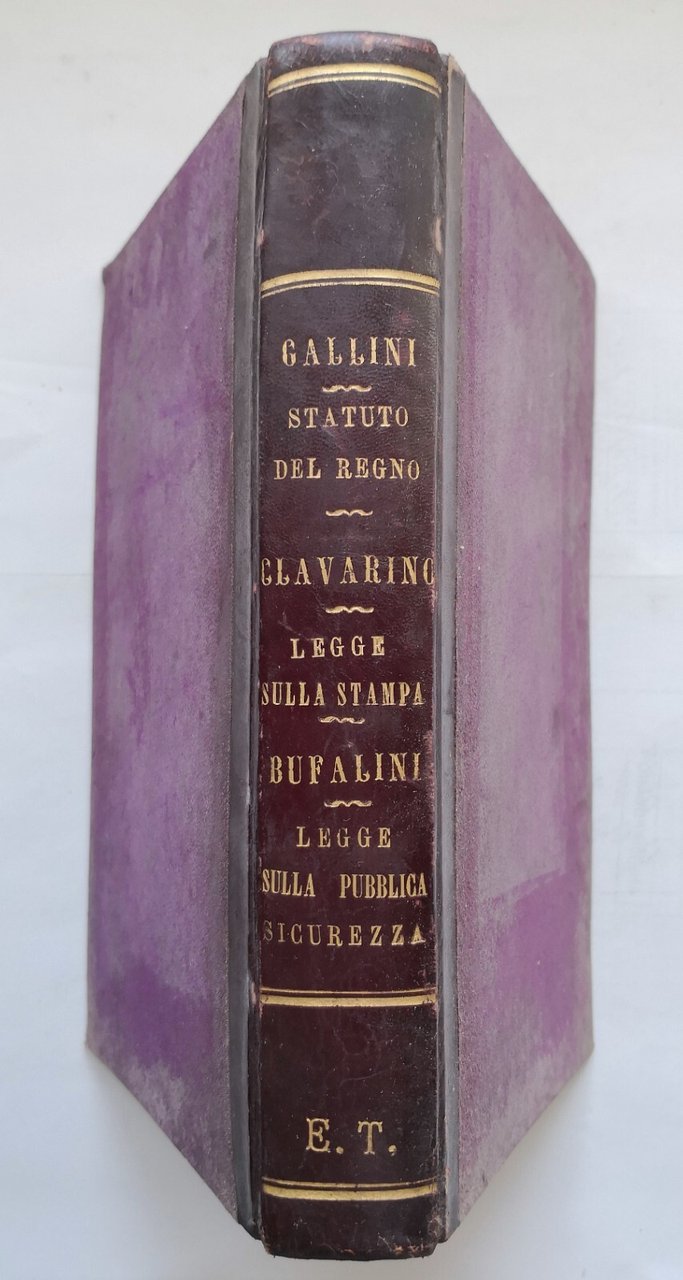 GALLINI
STATUTO
DEL REGNO
CLAVARINO
LEGGE
SULLA STAMPA
BUFALINI
LEGGE
SULLA PUBBLICA
SICUREZZA
E. T.